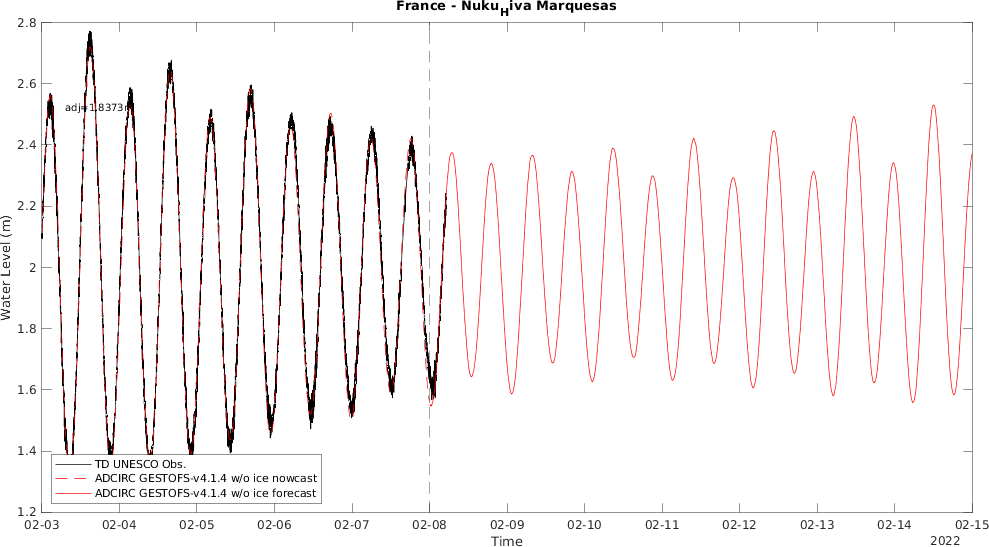 France - Nuku_Hiva Marquesas
2.8
2.6
2.4
2.2
2
1.8
1.6
1.4
1.2
Water Level (m)
adj=1.8373m
TD UNESCO Obs.
ADCIRC GESTOFS-v4.1.4 w/o ice nowcast
ADCIRC GESTOFS-v4.1.4 w/o ice forecast
02-03 02-04 02-05 02-06 02-07 02-08 02-09 02-10 02-11 02-12 02-13 02-14 02-15
Time
2022